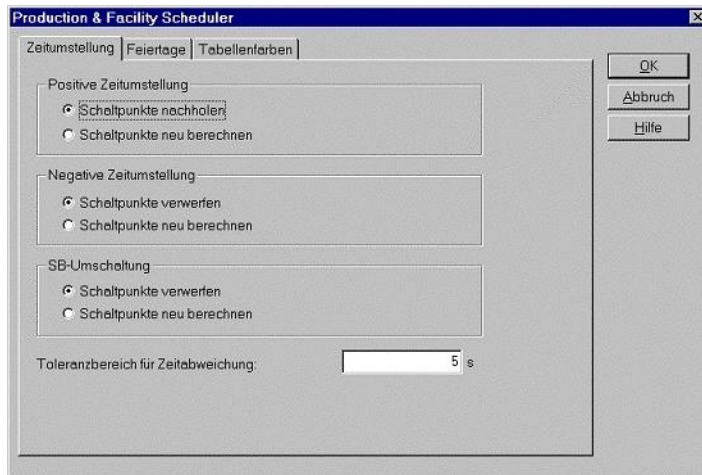 Production & Facility Scheduler
Zeitumstellung Feiertage Tabellenfarben
OK
Abbruch
Hilfe
Positive Zeitumstellung
Schaltpunkte nachholen
Schaltpunkte neu berechnen
Negative Zeitumstellung
Schaltpunkte verwerfen
Schaltpunkte neu berechnen
SB-Umschaltung
Schaltpunkte verwerfen
Schaltpunkte neu berechnen
Toleranzbereich für Zeitabweichung: 5 s